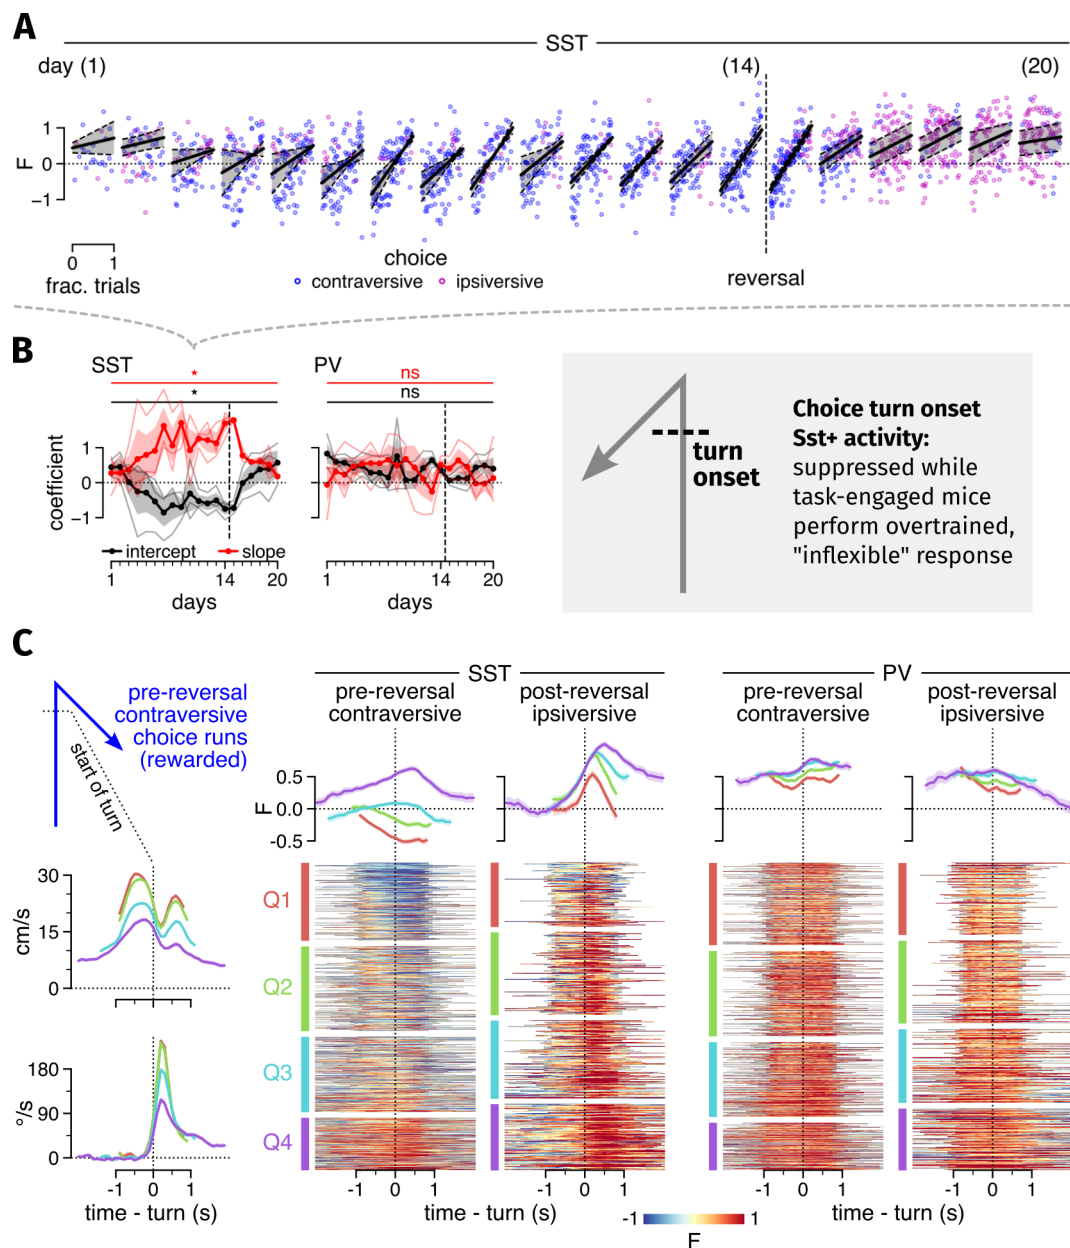 A
SST
day (1)
(14)
(20)
1
0
−1
F
0 1
frac. trials
choice
contraversive ipsiversive
reversal
B
SST
PV
★
★
ns
ns
1
0
−1
coefficient
intercept slope
1 14 20
days
1 14 20
days
turn
onset
Choice turn onset
Sst+ activity:
suppressed while
task-engaged mice
perform overtrained,
"inflexible" response
C
pre-reversal
contraversive
choice runs
(rewarded)
start of turn
30
15
0
cm/s
180
90
0
°/s
-1 0 1
time - turn (s)
SST
pre-reversal
contraversive
post-reversal
ipsiversive
PV
pre-reversal
contraversive
post-reversal
ipsiversive
0.5
0.0
-0.5
F
Q1
Q2
Q3
Q4
-1 0 1
-1 0 1
time - turn (s)
-1 0 1
-1 0 1
time - turn (s)
-1 1
F